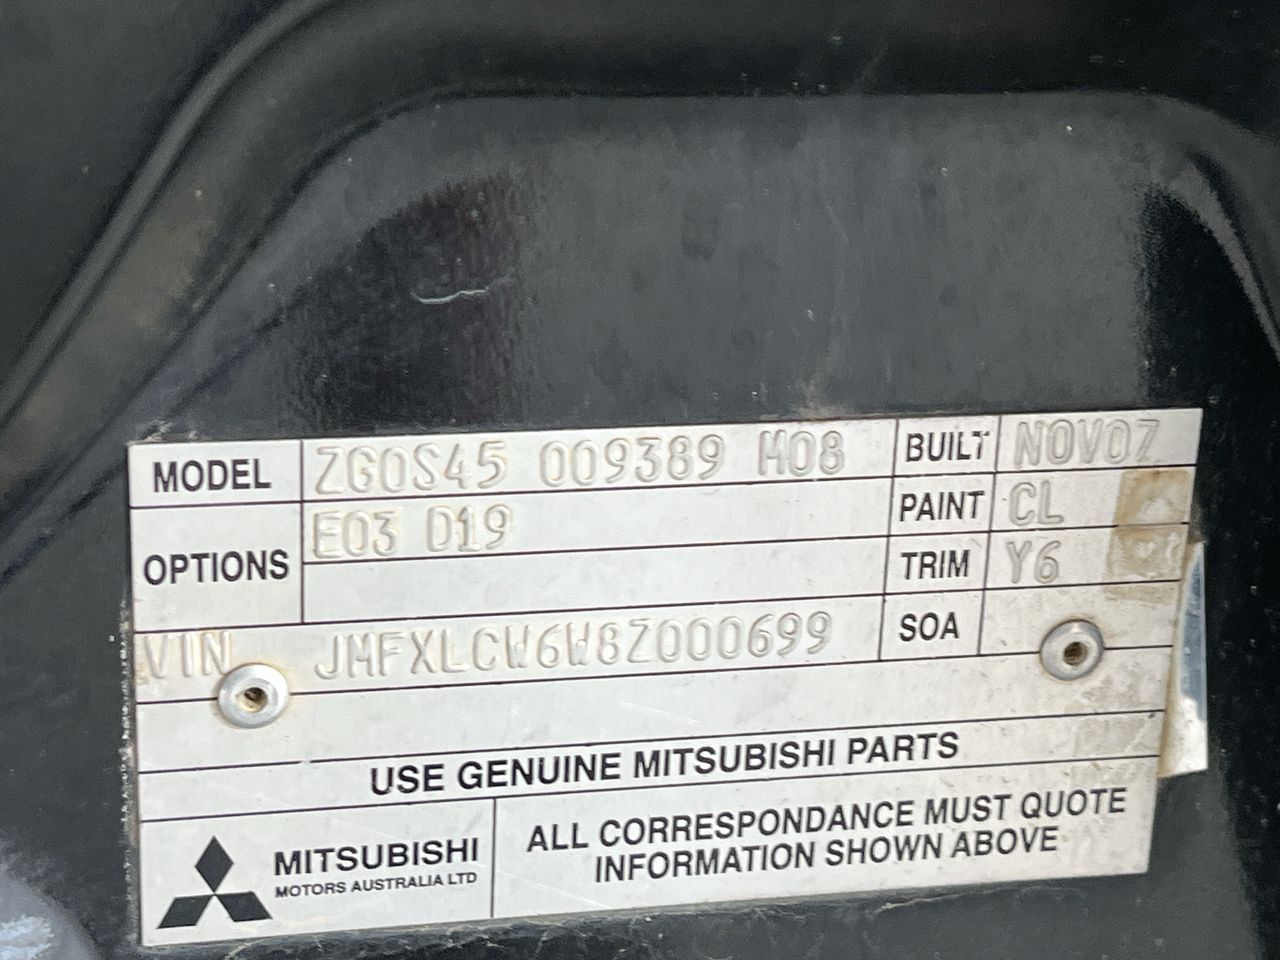 MODEL ZG0S45 009389 M08 BUILT NOV07
OPTIONS E03 D19 PAINT CL
TRIM Y6
VIN JMFXLCW6W8Z000699 SOA
USE GENUINE MITSUBISHI PARTS
MITSUBISHI
MOTORS AUSTRALIA LTD
ALL CORRESPONDANCE MUST QUOTE
INFORMATION SHOWN ABOVE